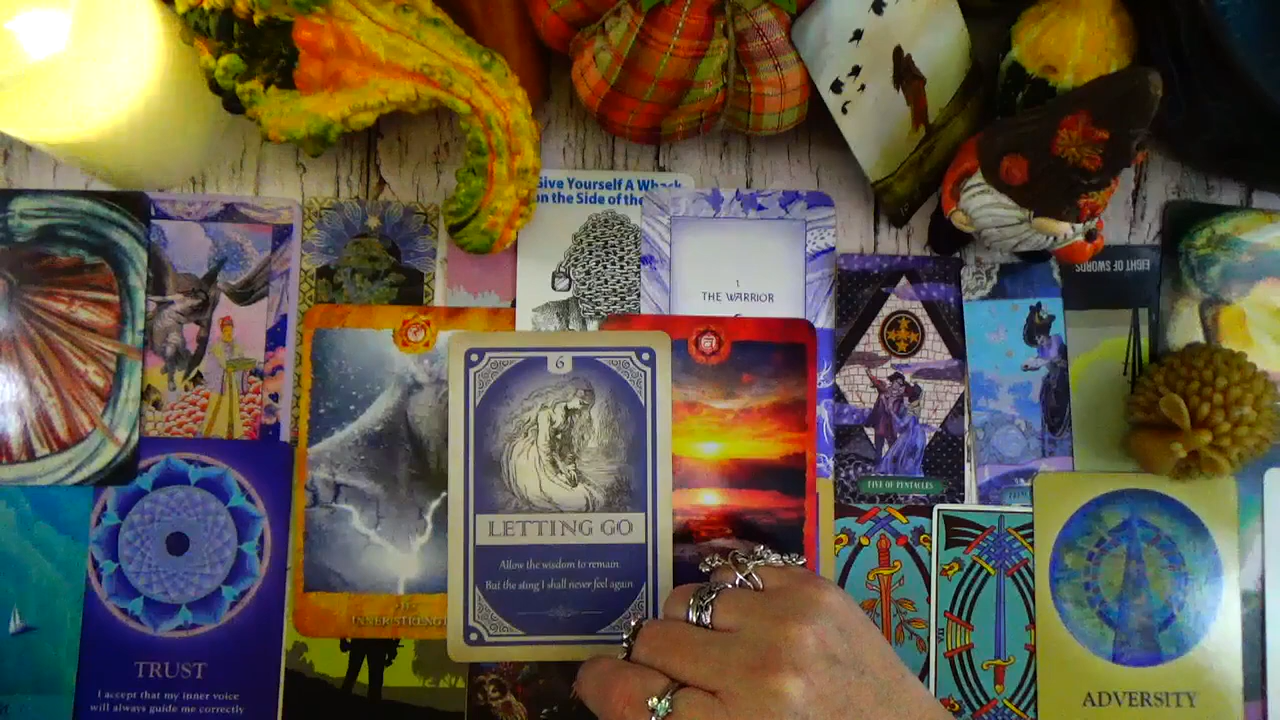 Give Yourself A Whack
on the Side of the
1
THE WARRIOR
EIGHT OF SWORDS
FIVE OF PENTACLES
6
LETTING GO
Allow the wisdom to remain.
But the sting I shall never feel again.
INNER STRENGT
TRUST
I accept that my inner voice
will always guide me correctly
VII
ADVERSITY